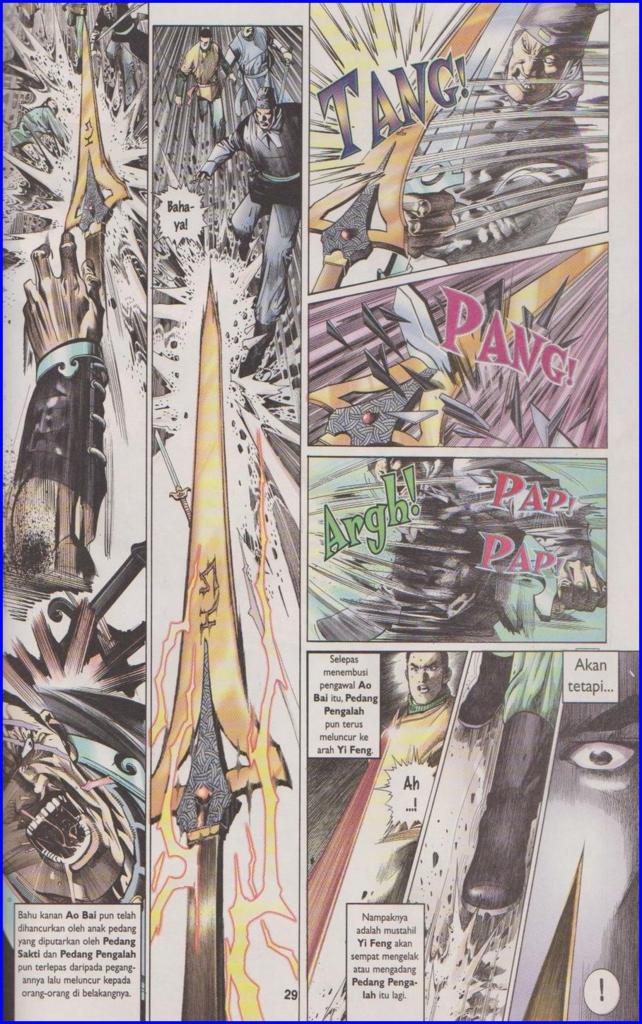 Bahu kanan Ao Bai pun telah
dihancurkan oleh anak pedang
yang diputarkan oleh Pedang
Sakti dan Pedang Pengalah
pun terlepas daripada pegang-
annya lalu meluncur kepada
orang-orang di belakangnya.
Baha-
ya!
29
TANG!
PANG!
Argh!
PAP!
PAP!
Selepas
menembusi
pengawal Ao
Bai itu, Pedang
Pengalah
pun terus
meluncur ke
arah Yi Feng.
Ah
...!
Nampaknya
adalah mustahil
Yi Feng akan
sempat mengelak
atau mengadang
Pedang Penga-
lah itu lagi.
Akan
tetapi...
!